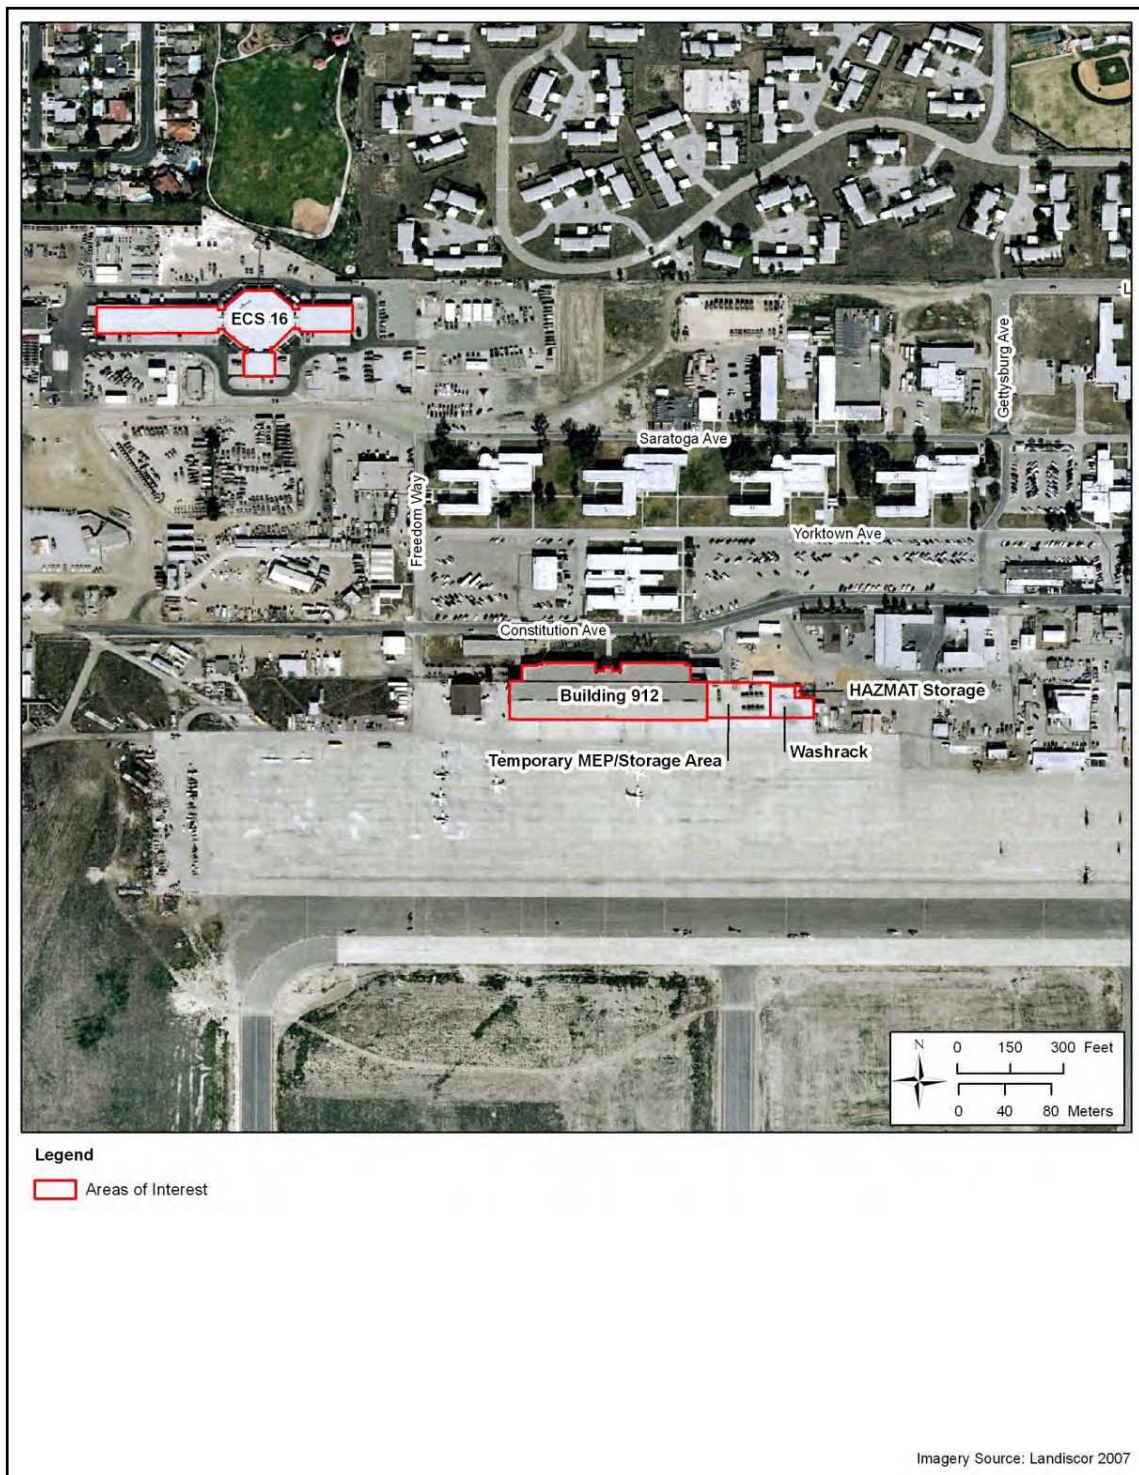 ECS 16
L
Gettysburg Ave
Saratoga Ave
Freedom Way
Yorktown Ave
Constitution Ave
Building 912
HAZMAT Storage
Temporary MEP/Storage Area
Washrack
N
0 150 300 Feet
0 40 80 Meters
Legend
Areas of Interest
Imagery Source: Landiscor 2007